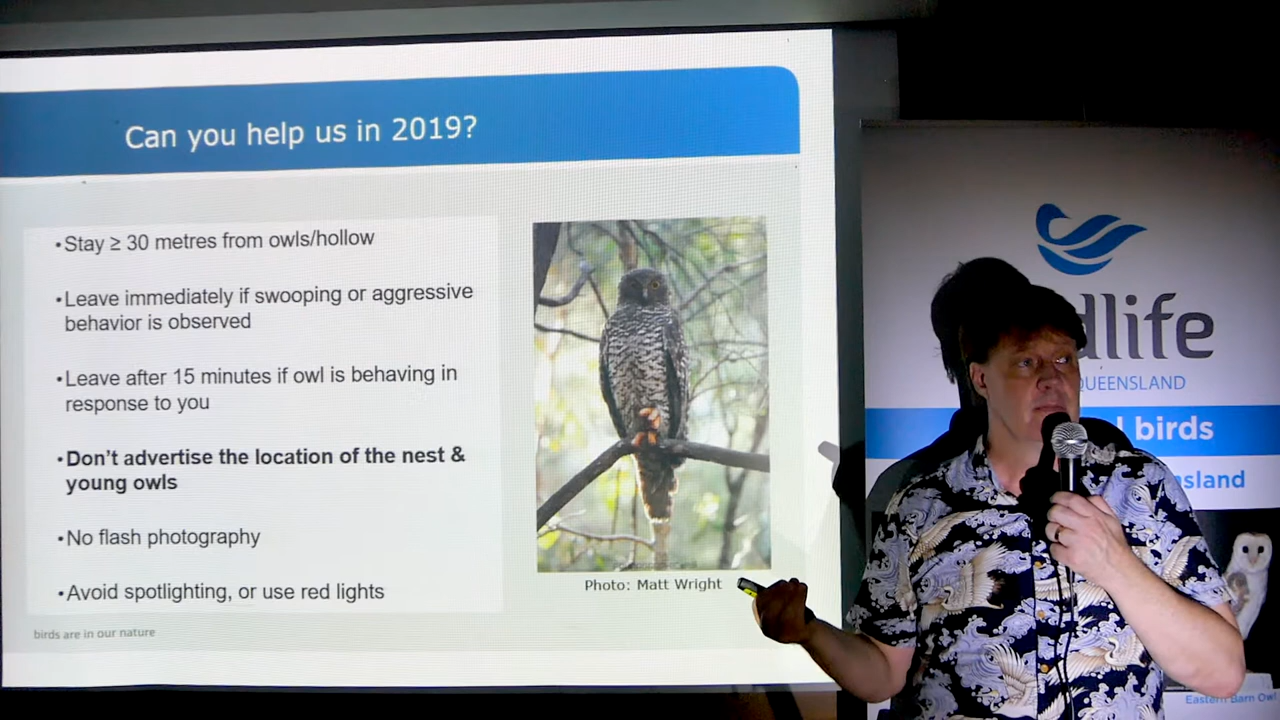 Can you help us in 2019?
•Stay ≥ 30 metres from owls/hollow
•Leave immediately if swooping or aggressive
behavior is observed
•Leave after 15 minutes if owl is behaving in
response to you
•Don't advertise the location of the nest &
young owls
•No flash photography
•Avoid spotlighting, or use red lights
Photo: Matt Wright
birds are in our nature
dlife
QUEENSLAND
l birds
nsland
Eastern Barn Owl